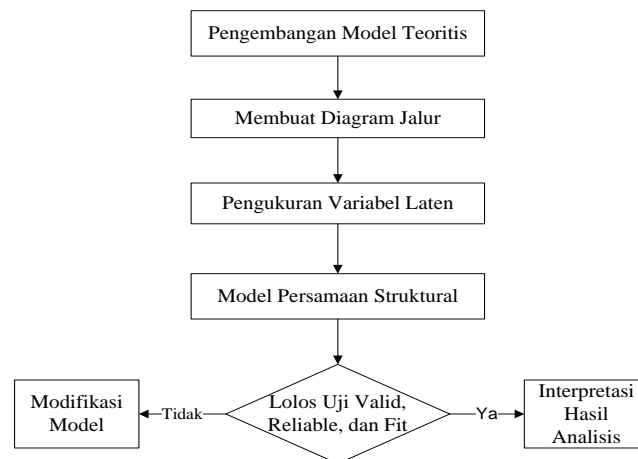 Pengembangan Model Teoritis
Membuat Diagram Jalur
Pengukuran Variabel Laten
Model Persamaan Struktural
Modifikasi
Model
Tidak
Lolos Uji Valid,
Reliable, dan Fit
Ya
Interpretasi
Hasil
Analisis